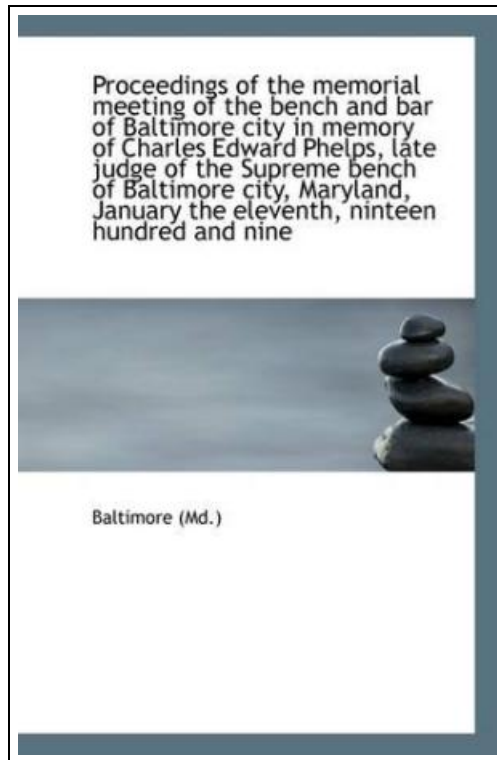 Proceedings of the memorial
meeting of the bench and bar
of Baltimore city in memory
of Charles Edward Phelps, late
judge of the Supreme bench
of Baltimore city, Maryland,
January the eleventh, ninteen
hundred and nine
Baltimore (Md.)